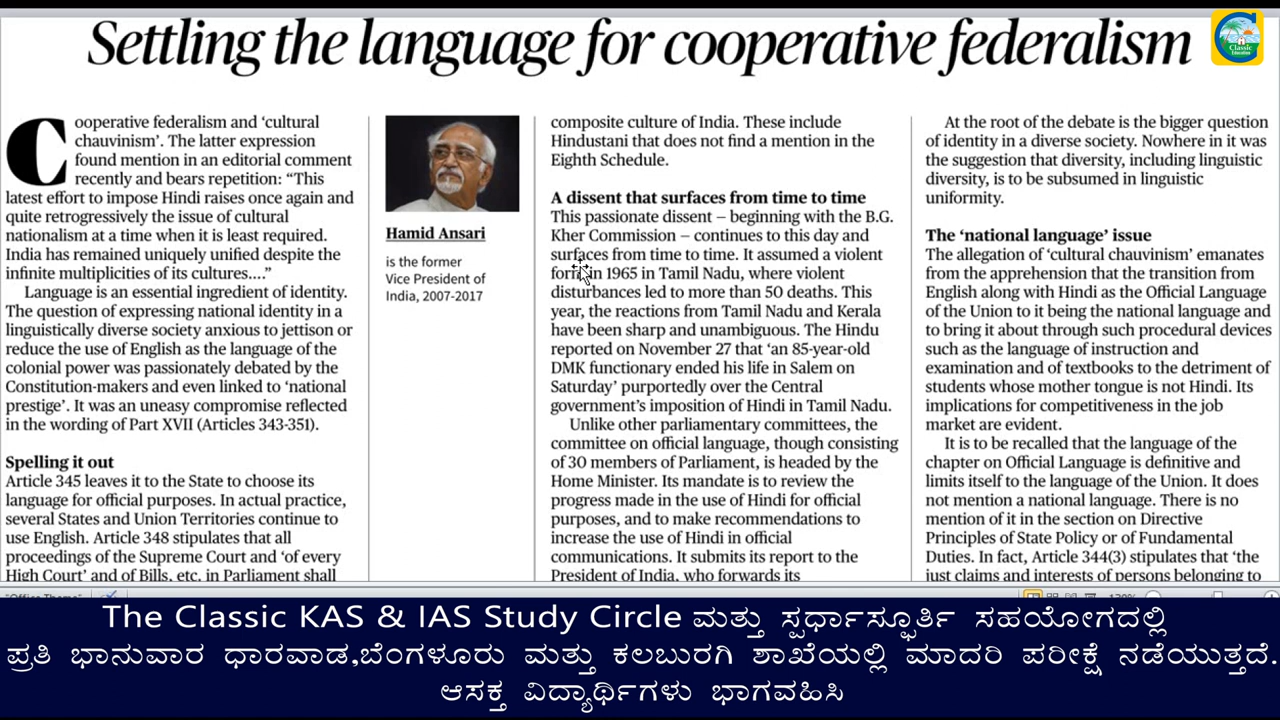 Settling the language for cooperative federalism
Classic
Education
Cooperative federalism and ‘cultural
chauvinism’. The latter expression
found mention in an editorial comment
recently and bears repetition: “This
latest effort to impose Hindi raises once again and
quite retrogressively the issue of cultural
nationalism at a time when it is least required.
India has remained uniquely unified despite the
infinite multiplicities of its cultures....”
Language is an essential ingredient of identity.
The question of expressing national identity in a
linguistically diverse society anxious to jettison or
reduce the use of English as the language of the
colonial power was passionately debated by the
Constitution-makers and even linked to ‘national
prestige’. It was an uneasy compromise reflected
in the wording of Part XVII (Articles 343-351).
Spelling it out
Article 345 leaves it to the State to choose its
language for official purposes. In actual practice,
several States and Union Territories continue to
use English. Article 348 stipulates that all
proceedings of the Supreme Court and ‘of every
High Court’ and of Bills, etc. in Parliament shall
Hamid Ansari
is the former
Vice President of
India, 2007-2017
composite culture of India. These include
Hindustani that does not find a mention in the
Eighth Schedule.
A dissent that surfaces from time to time
This passionate dissent – beginning with the B.G.
Kher Commission – continues to this day and
surfaces from time to time. It assumed a violent
form in 1965 in Tamil Nadu, where violent
disturbances led to more than 50 deaths. This
year, the reactions from Tamil Nadu and Kerala
have been sharp and unambiguous. The Hindu
reported on November 27 that ‘an 85-year-old
DMK functionary ended his life in Salem on
Saturday’ purportedly over the Central
government’s imposition of Hindi in Tamil Nadu.
Unlike other parliamentary committees, the
committee on official language, though consisting
of 30 members of Parliament, is headed by the
Home Minister. Its mandate is to review the
progress made in the use of Hindi for official
purposes, and to make recommendations to
increase the use of Hindi in official
communications. It submits its report to the
President of India, who forwards its
At the root of the debate is the bigger question
of identity in a diverse society. Nowhere in it was
the suggestion that diversity, including linguistic
diversity, is to be subsumed in linguistic
uniformity.
The ‘national language’ issue
The allegation of ‘cultural chauvinism’ emanates
from the apprehension that the transition from
English along with Hindi as the Official Language
of the Union to it being the national language and
to bring it about through such procedural devices
such as the language of instruction and
examination and of textbooks to the detriment of
students whose mother tongue is not Hindi. Its
implications for competitiveness in the job
market are evident.
It is to be recalled that the language of the
chapter on Official Language is definitive and
limits itself to the language of the Union. It does
not mention a national language. There is no
mention of it in the section on Directive
Principles of State Policy or of Fundamental
Duties. In fact, Article 344(3) stipulates that ‘the
just claims and interests of persons belonging to
The Classic KAS & IAS Study Circle ಮತ್ತು ಸ್ಪರ್ಧಾಸ್ಫೂರ್ತಿ ಸಹಯೋಗದಲ್ಲಿ
ಪ್ರತಿ ಭಾನುವಾರ ಧಾರವಾಡ,ಬೆಂಗಳೂರು ಮತ್ತು ಕಲಬುರಗಿ ಶಾಖೆಯಲ್ಲಿ ಮಾದರಿ ಪರೀಕ್ಷೆ ನಡೆಯುತ್ತದೆ.
ಆಸಕ್ತ ವಿದ್ಯಾರ್ಥಿಗಳು ಭಾಗವಹಿಸಿ